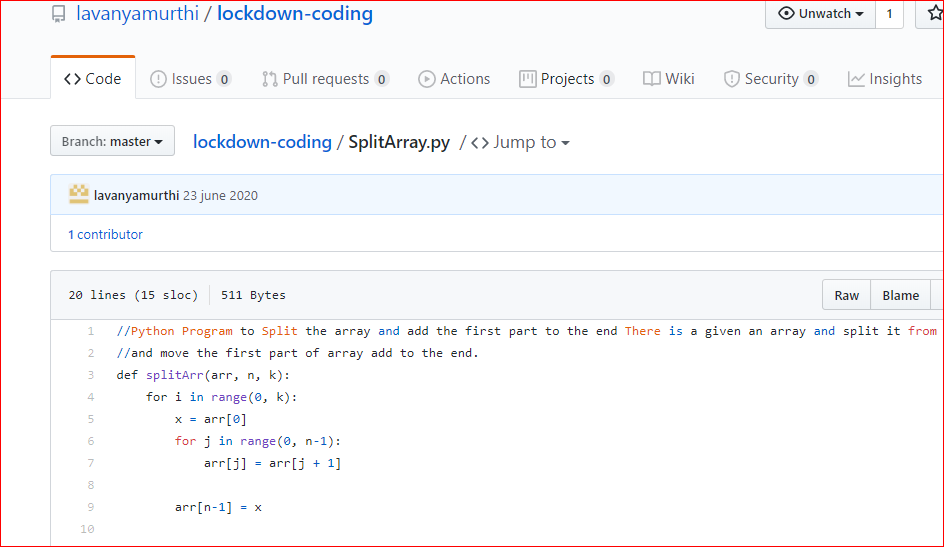 lavanyamurthi / lockdown-coding
Unwatch 1
Code Issues 0 Pull requests 0 Actions Projects 0 Wiki Security 0 Insights
Branch: master lockdown-coding / SplitArray.py / <> Jump to
lavanyamurthi 23 june 2020
1 contributor
20 lines (15 sloc) 511 Bytes Raw Blame
1 //Python Program to Split the array and add the first part to the end There is a given an array and split it from
2 //and move the first part of array add to the end.
3 def splitArr(arr, n, k):
4 for i in range(0, k):
5 x = arr[0]
6 for j in range(0, n-1):
7 arr[j] = arr[j + 1]
8
9 arr[n-1] = x
10